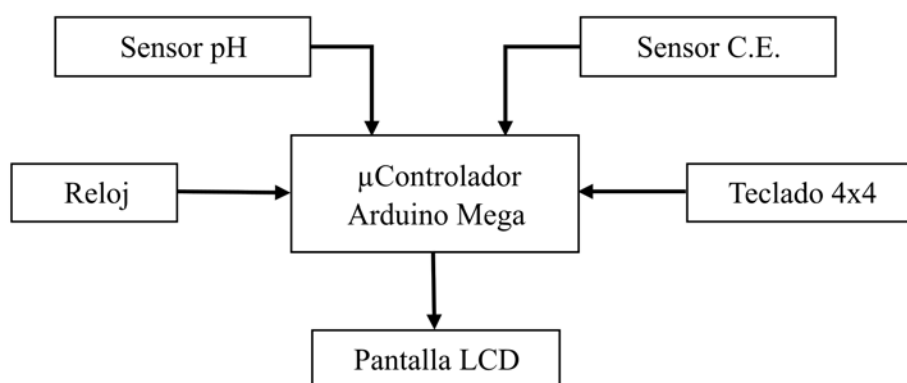 Sensor pH
Sensor C.E.
Reloj
µControlador
Arduino Mega
Teclado 4x4
Pantalla LCD